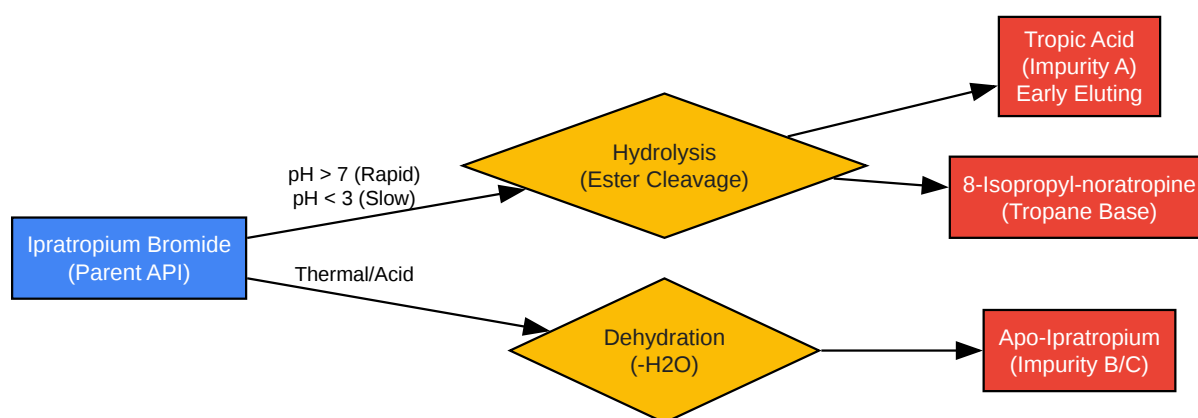 Ipratropium Bromide
(Parent API)
pH > 7 (Rapid)
pH < 3 (Slow)
Thermal/Acid
Hydrolysis
(Ester Cleavage)
Dehydration
(-H2O)
Tropic Acid
(Impurity A)
Early Eluting
8-Isopropyl-noratropine
(Tropane Base)
Apo-Ipratropium
(Impurity B/C)